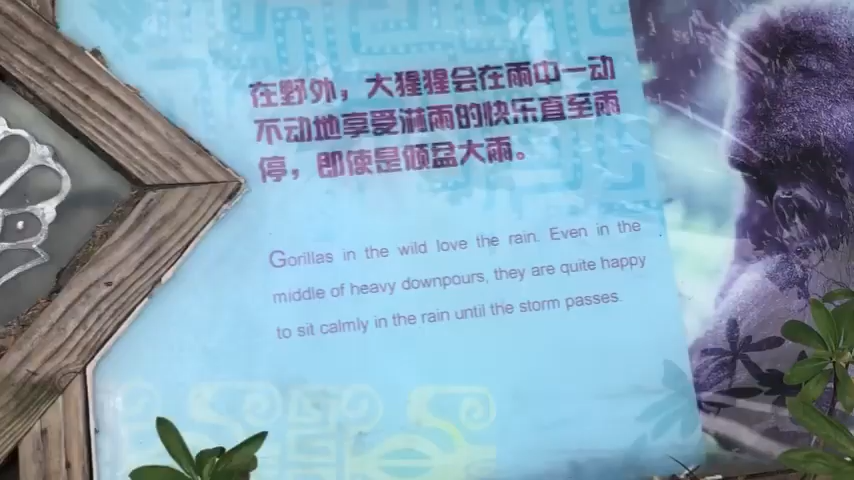 在野外，大猩猩会在雨中一动
不动地享受淋雨的快乐直至雨
停，即使是倾盆大雨。
Gorillas in the wild love the rain. Even in the
middle of heavy downpours, they are quite happy
to sit calmly in the rain until the storm passes.